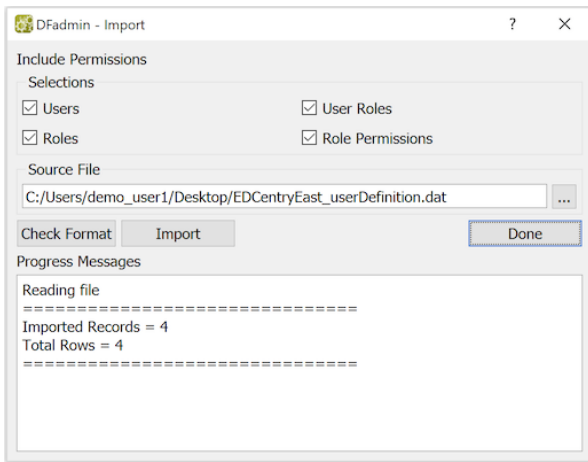 DFadmin - Import
Include Permissions
Selections
Users
User Roles
Roles
Role Permissions
Source File
C:/Users/demo_user1/Desktop/EDCentryEast_userDefinition.dat
...
Check Format
Import
Done
Progress Messages
Reading file
===============================
Imported Records = 4
Total Rows = 4
===============================